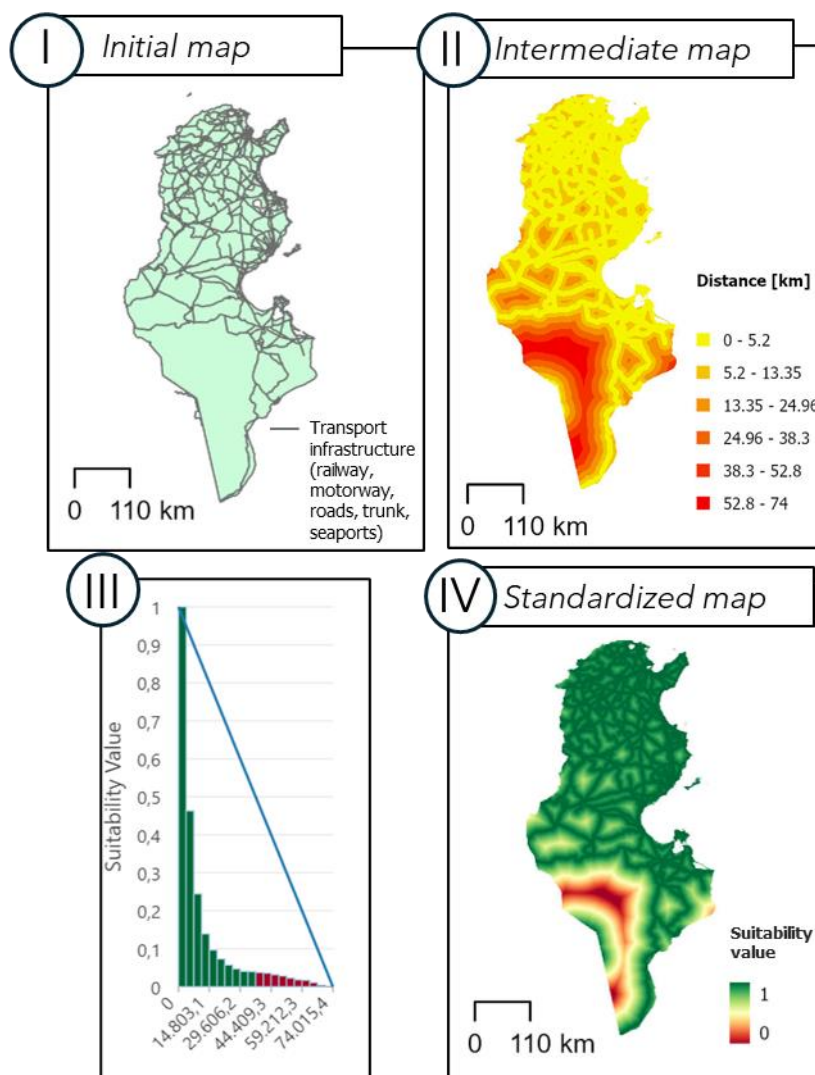 I
Initial map
Transport
infrastructure
(railway,
motorway,
roads, trunk,
seaports)
0 110 km
II
Intermediate map
Distance [km]
0 - 5.2
5.2 - 13.35
13.35 - 24.96
24.96 - 38.3
38.3 - 52.8
52.8 - 74
0 110 km
III
Suitability Value
1
0,9
0,8
0,7
0,6
0,5
0,4
0,3
0,2
0,1
0
0
14.803,1
29.606,2
44.409,3
59.212,3
74.015,4
IV
Standardized map
Suitability
value
1
0
0 110 km